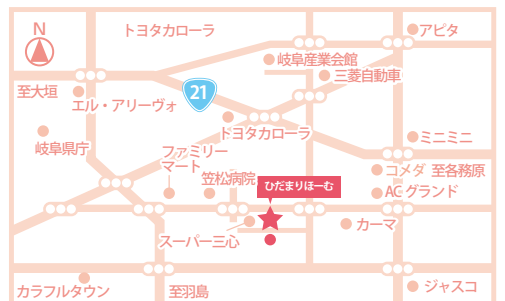 N
トヨタカローラ
アピタ
岐阜産業会館
三菱自動車
至大垣
エル・アリーヴォ
21
トヨタカローラ
岐阜県庁
ミニミニ
ファミリー
マート
コメダ
至各務原
笠松病院
ひだまりほーむ
ACグランド
カーマ
スーパー三心
カラフルタウン
至羽島
ジャスコ